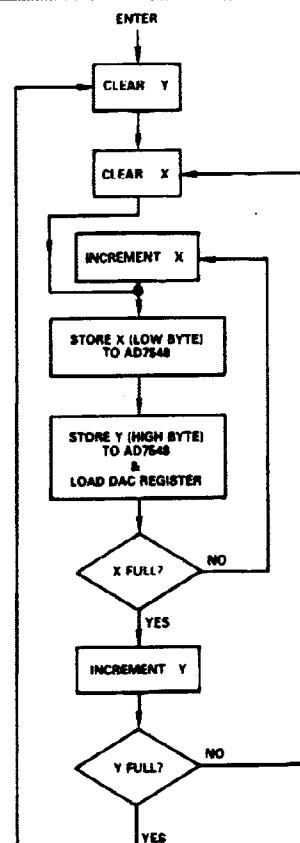 ENTER
CLEAR Y
CLEAR X
INCREMENT X
STORE X (LOW BYTE)
TO AD7548
STORE Y (HIGH BYTE)
TO AD7548
&
LOAD DAC REGISTER
X FULL?
NO
YES
INCREMENT Y
Y FULL?
NO
YES